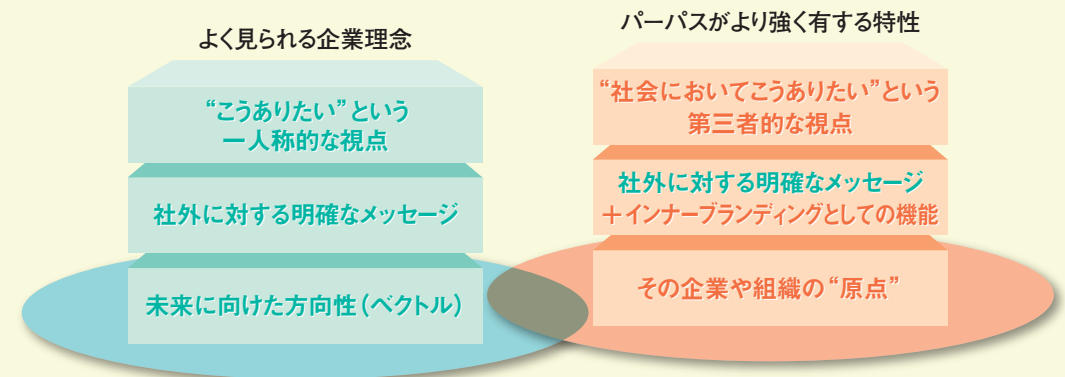 よく見られる企業理念
“こうありたい”という
一人称的な視点
社外に対する明確なメッセージ
未来に向けた方向性(ベクトル)
パーパスがより強く有する特性
“社会においてこうありたい”という
第三者的な視点
社外に対する明確なメッセージ
＋インナーブランディングとしての機能
その企業や組織の“原点”